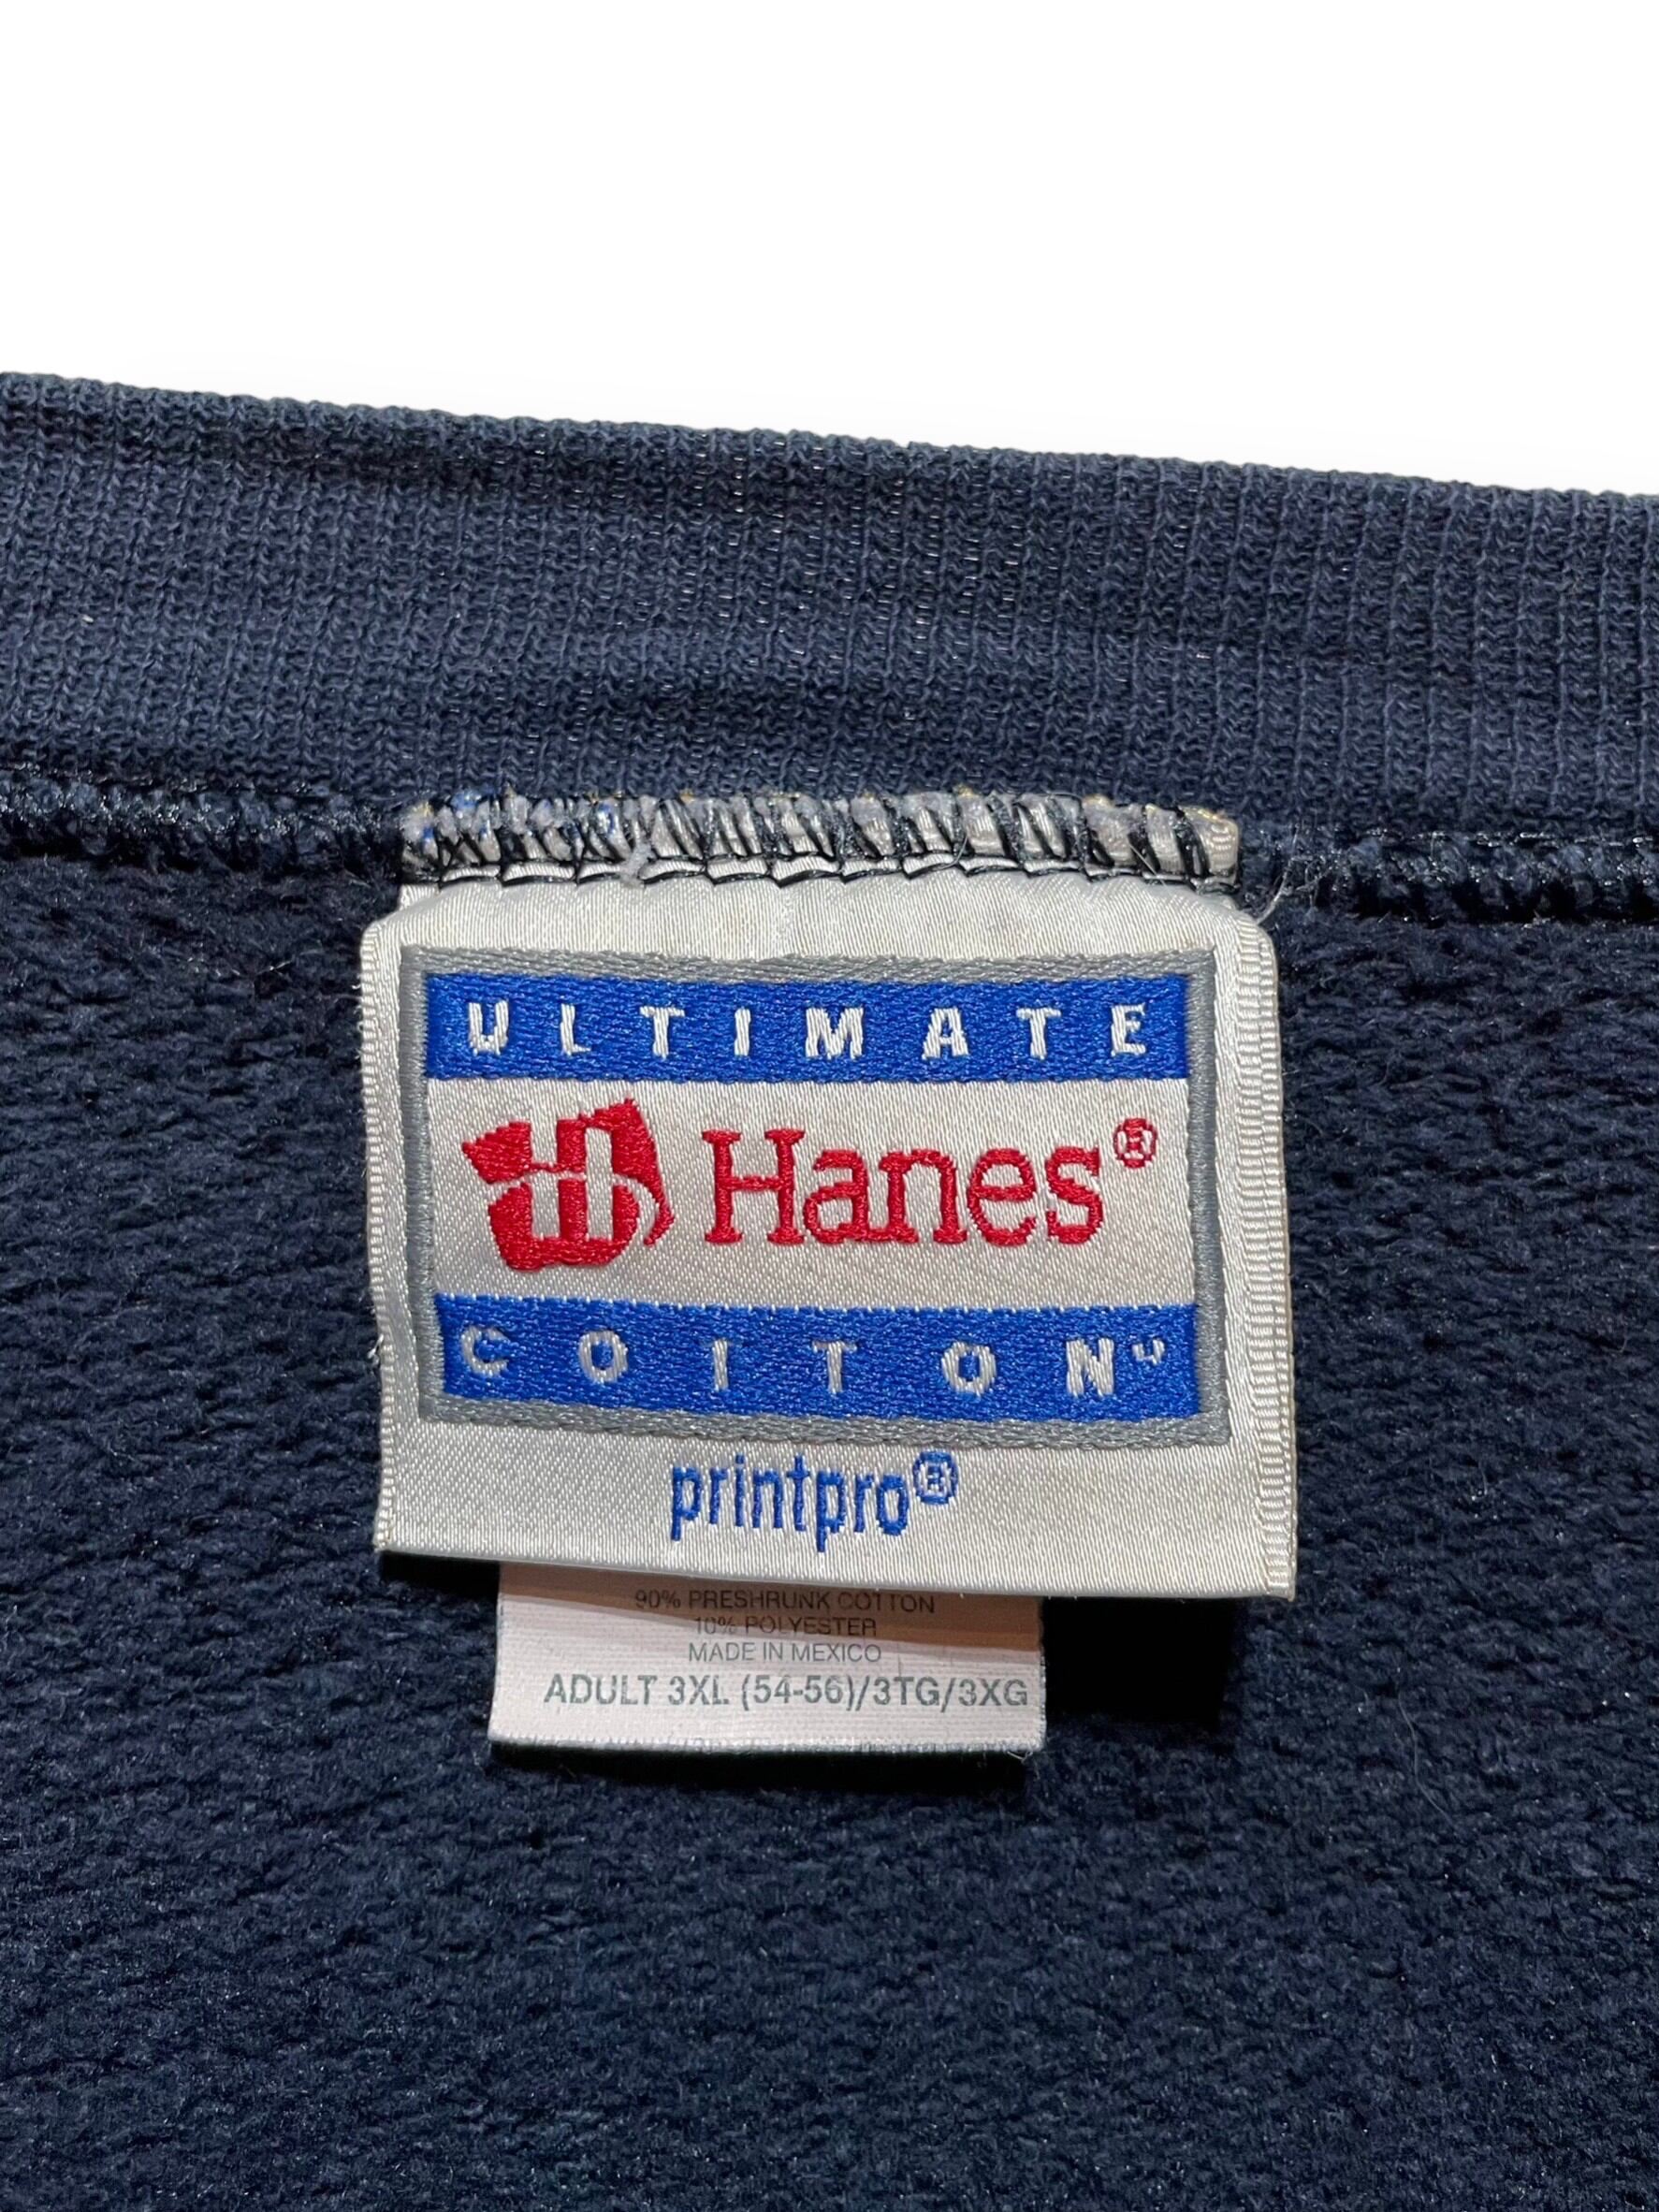 ULTIMATE
Hanes®
COTTON
printpro®
90% PRESHRUNK COTTON
10% POLYESTER
MADE IN MEXICO
ADULT 3XL (54-56)/3TG/3XG